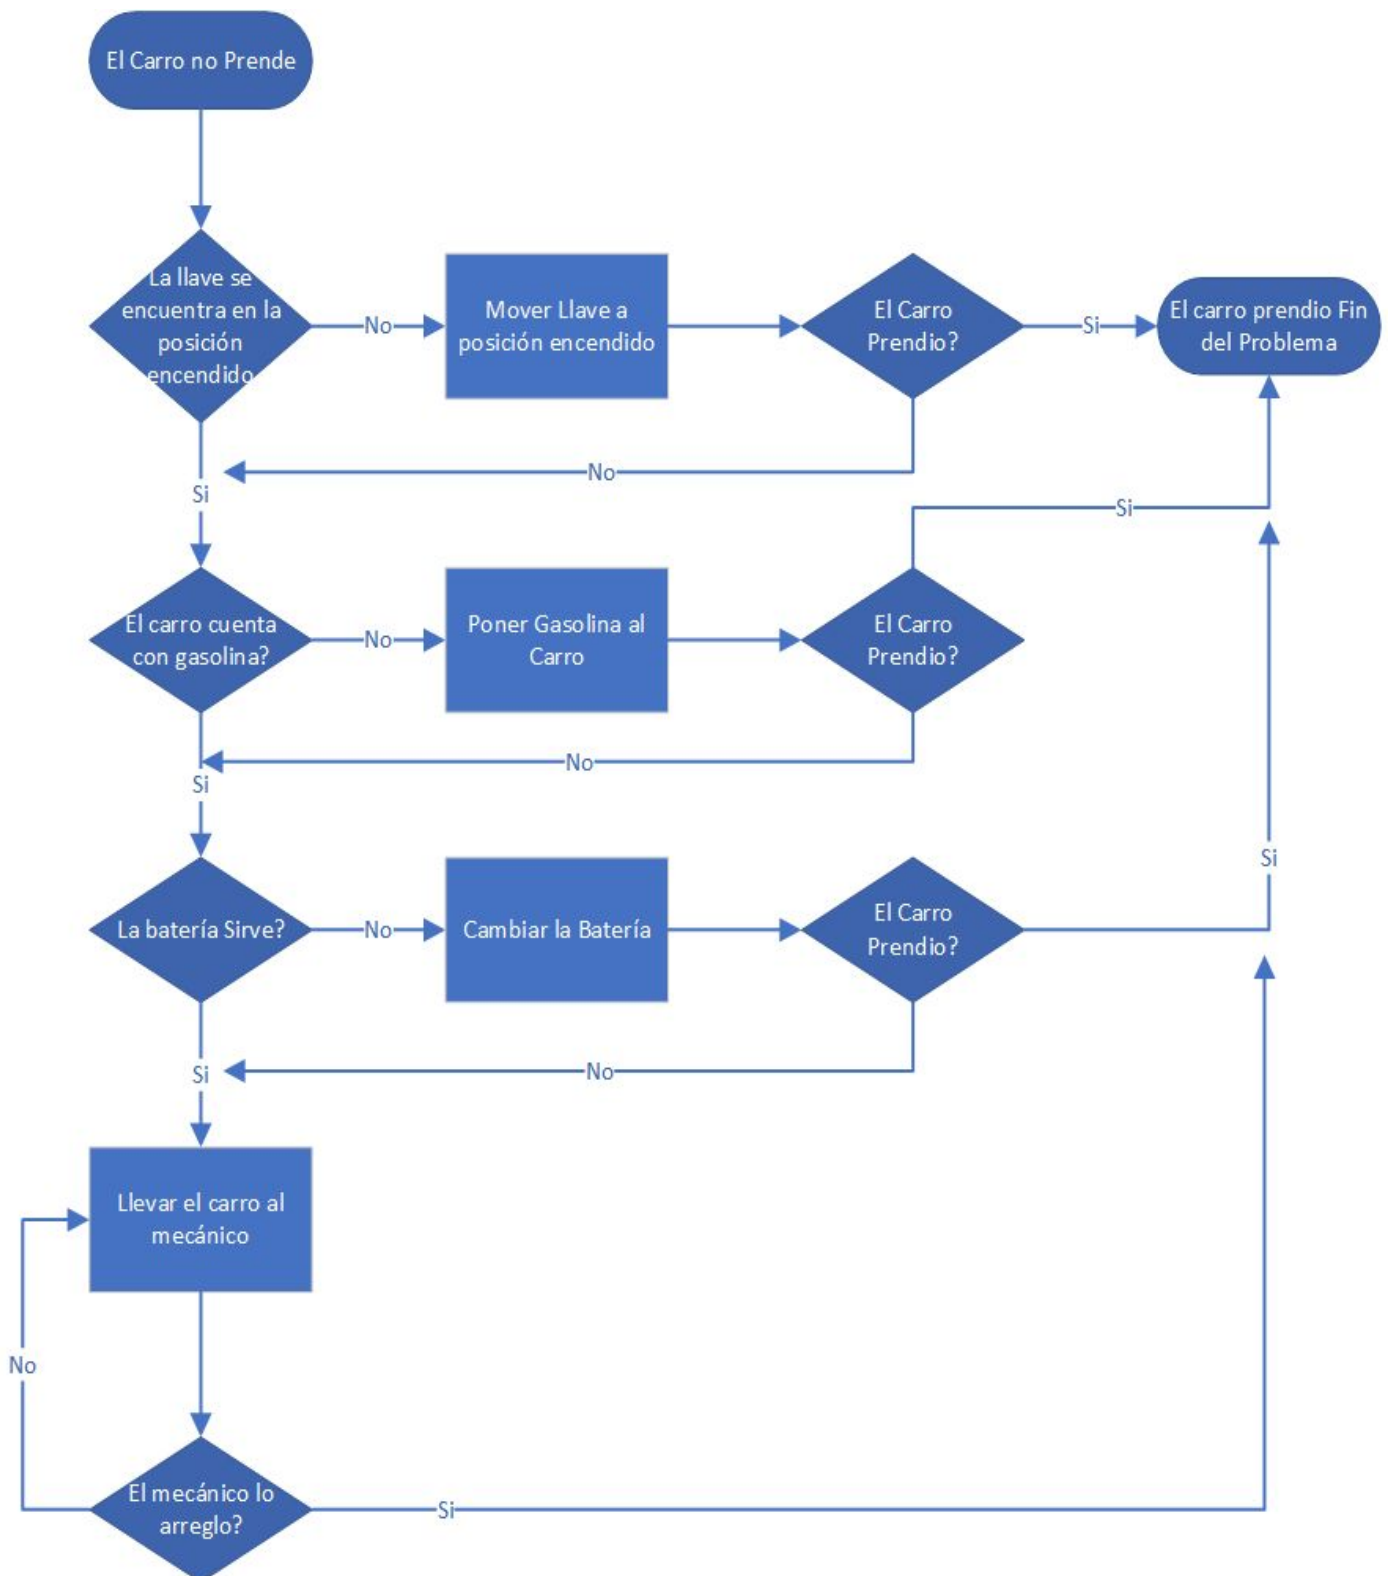 El Carro no Prende
La llave se
encuentra en la
posición
encendido
No
Mover Llave a
posición encendido
El Carro
Prendio?
Si
El carro prendio Fin
del Problema
No
Si
Si
El carro cuenta
con gasolina?
No
Poner Gasolina al
Carro
El Carro
Prendio?
No
Si
Si
La batería Sirve?
No
Cambiar la Batería
El Carro
Prendio?
No
Si
Llevar el carro al
mecánico
No
El mecánico lo
arreglo?
Si